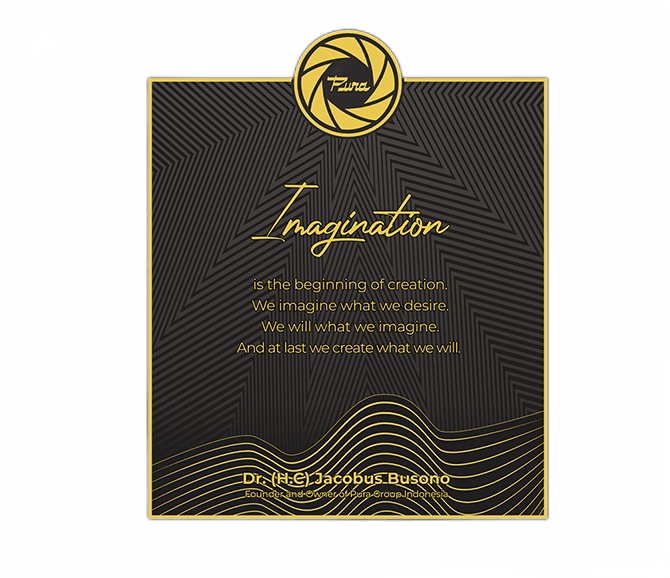 Pura
Imagination
is the beginning of creation.
We imagine what we desire.
We will what we imagine.
And at last we create what we will.
Dr. (H.C) Jacobus Busono
Founder and Owner of Pura Group Indonesia